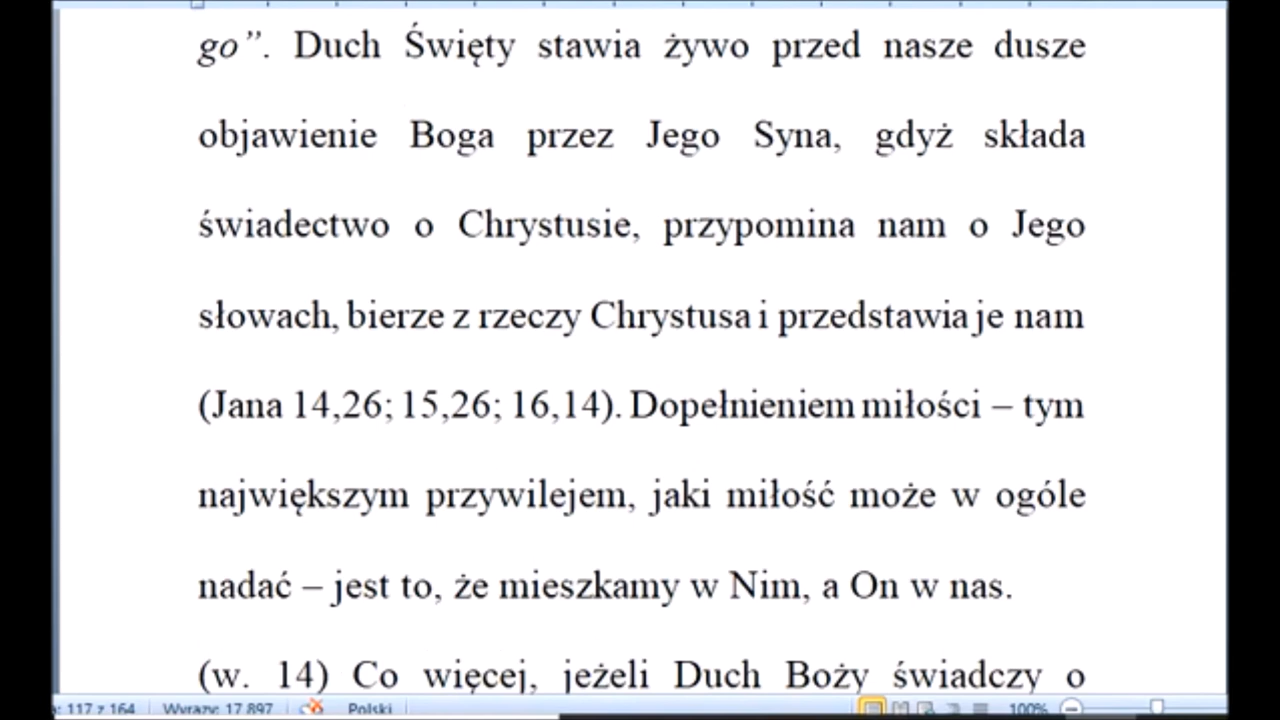 go”. Duch Święty stawia żywo przed nasze dusze
objawienie Boga przez Jego Syna, gdyż składa
świadectwo o Chrystusie, przypomina nam o Jego
słowach, bierze z rzeczy Chrystusa i przedstawia je nam
(Jana 14,26; 15,26; 16,14). Dopełnieniem miłości – tym
największym przywilejem, jaki miłość może w ogóle
nadać – jest to, że mieszkamy w Nim, a On w nas.
(w. 14) Co więcej, jeżeli Duch Boży świadczy o
: 117 z 164 Wyrazy: 17 897 Polski 100%